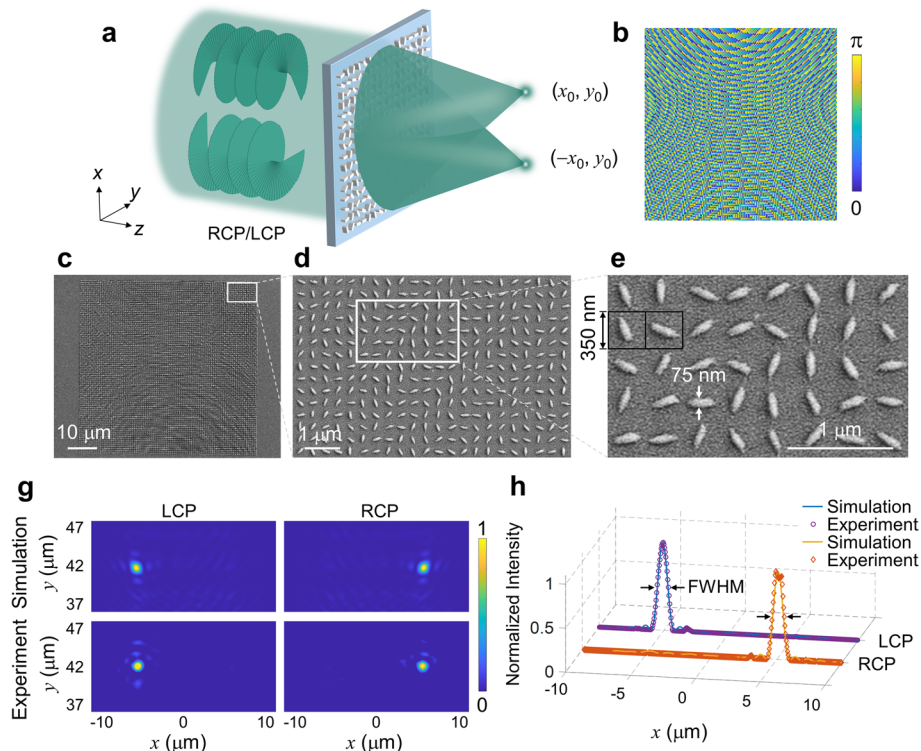 a
(x₀, y₀)
(−x₀, y₀)
x
y
z
RCP/LCP
b
π
0
c
10 μm
d
1 μm
e
350 nm
75 nm
1 μm
g
LCP
RCP
Simulation
y (μm)
47
42
37
Experiment
y (μm)
47
42
36
-10
0
10
-10
0
10
x (μm)
x (μm)
1
0
h
Simulation
Experiment
Simulation
Experiment
Normalized Intensity
1
0.5
0
FWHM
LCP
RCP
-10
-5
0
5
10
x (μm)